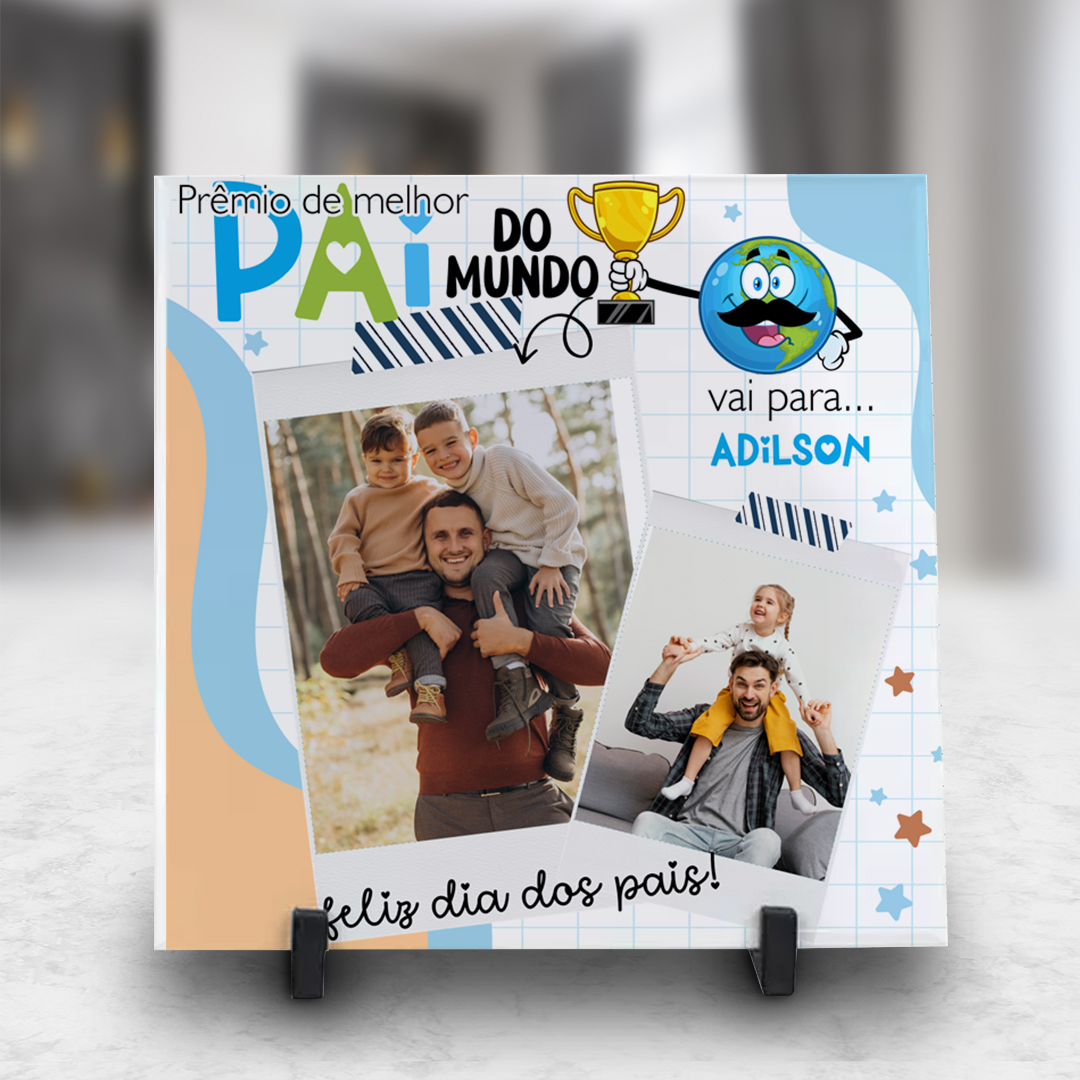 Prêmio de melhor
PAi
DO
MUNDO
vai para...
ADiLSON
feliz dia dos pais!